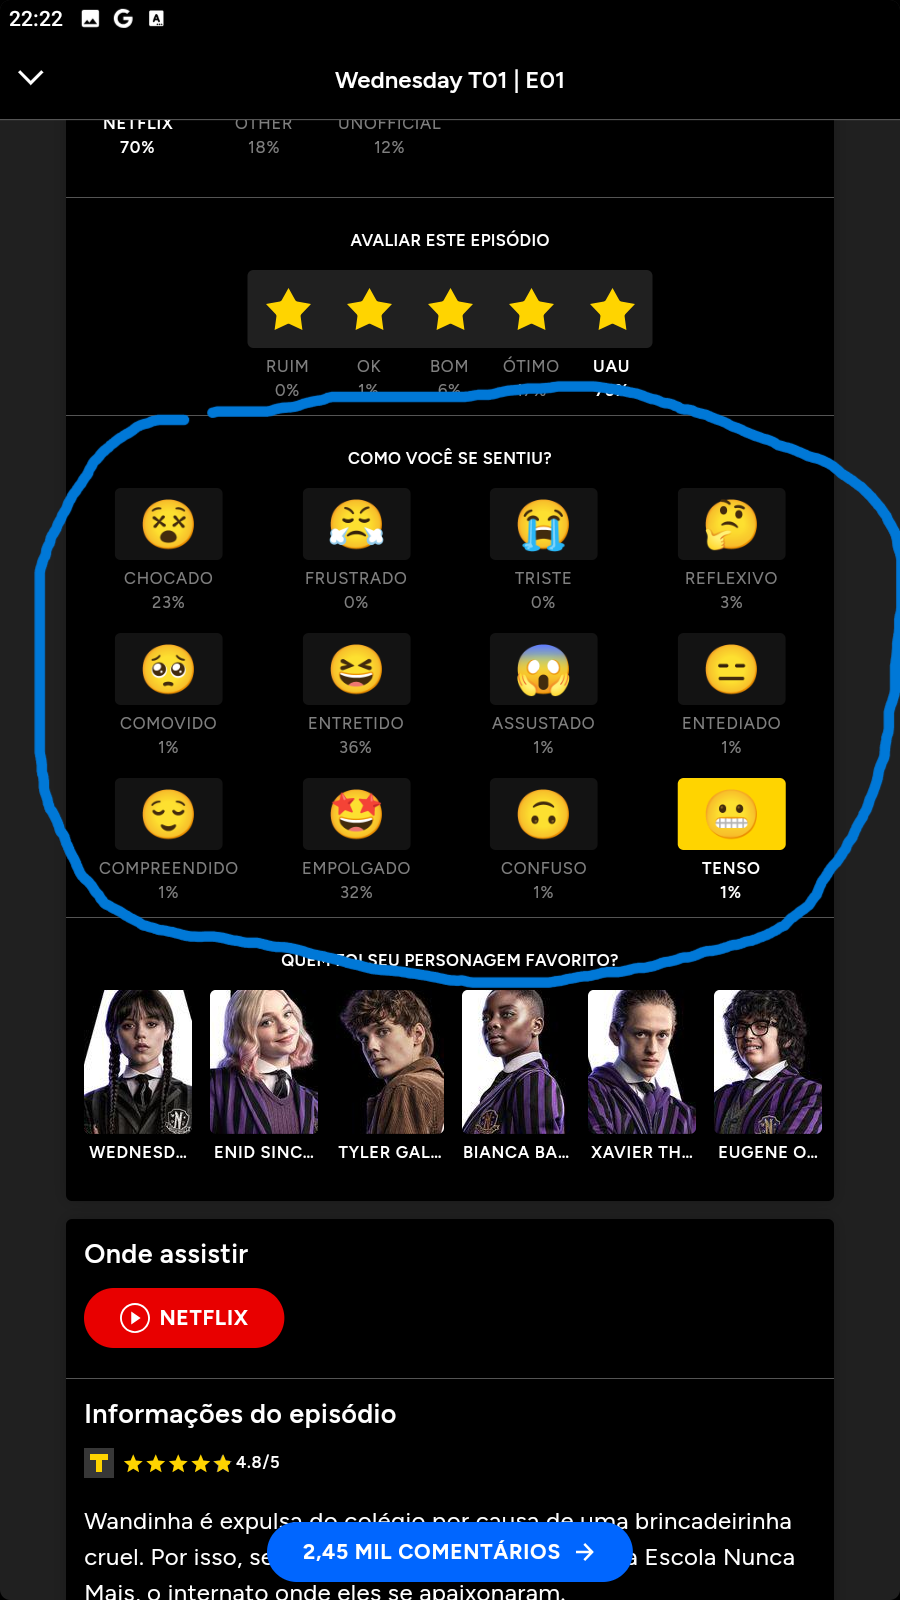 22:22
Wednesday T01 | E01
NETFLIX OTHER UNOFFICIAL
70% 18% 12%
AVALIAR ESTE EPISÓDIO
RUIM OK BOM ÓTIMO UAU
0% 1% 6%
COMO VOCÊ SE SENTIU?
CHOCADO FRUSTRADO TRISTE REFLEXIVO
23% 0% 0% 3%
COMOVIDO ENTRETIDO ASSUSTADO ENTEDIADO
1% 36% 1% 1%
COMPREENDIDO EMPOLGADO CONFUSO TENSO
1% 32% 1% 1%
QUEM FOI SEU PERSONAGEM FAVORITO?
WEDNESD... ENID SINC... TYLER GAL... BIANCA BA... XAVIER TH... EUGENE O...
Onde assistir
NETFLIX
Informações do episódio
T 4.8/5
Wandinha é expulsa do colégio por causa de uma brincadeirinha
cruel. Por isso, a Escola Nunca
2,45 MIL COMENTÁRIOS
Mais, o internato onde eles se apaixonaram.